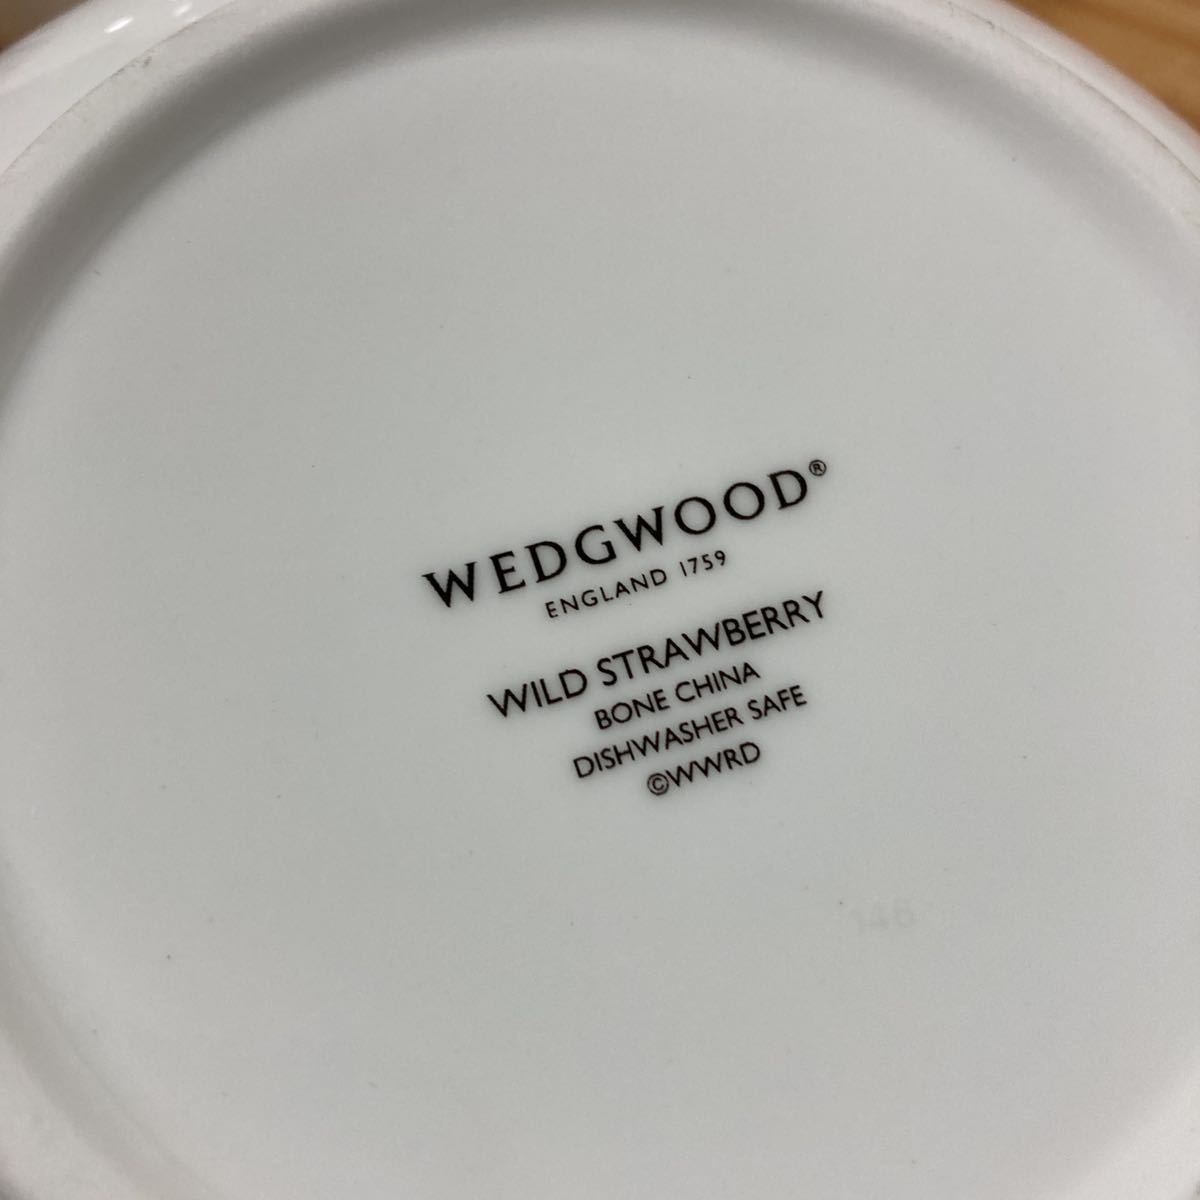 WEDGWOOD®
ENGLAND 1759
WILD STRAWBERRY
BONE CHINA
DISHWASHER SAFE
©WWRD